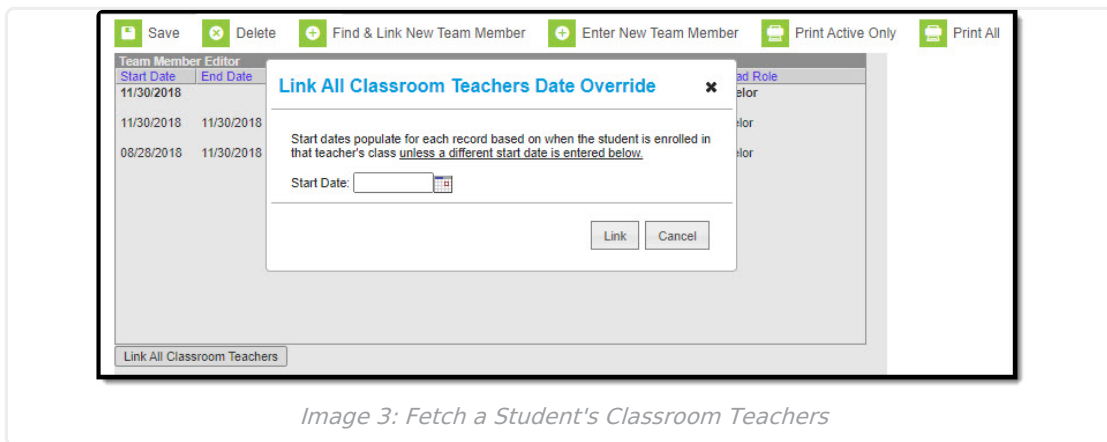 Save Delete Find & Link New Team Member Enter New Team Member Print Active Only Print All
Team Member Editor
Start Date End Date Role
11/30/2018
11/30/2018 11/30/2018
08/28/2018 11/30/2018
Link All Classroom Teachers Date Override
Start dates populate for each record based on when the student is enrolled in
that teacher's class unless a different start date is entered below.
Start Date:
Link Cancel
Link All Classroom Teachers
Image 3: Fetch a Student's Classroom Teachers